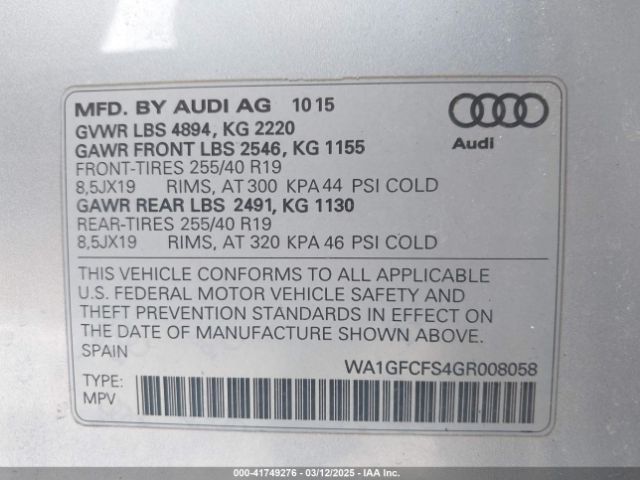 MFD. BY AUDI AG 10 15
GVWR LBS 4894, KG 2220
GAWR FRONT LBS 2546, KG 1155
FRONT-TIRES 255/40 R19
8,5JX19 RIMS, AT 300 KPA 44 PSI COLD
GAWR REAR LBS 2491, KG 1130
REAR-TIRES 255/40 R19
8,5JX19 RIMS, AT 320 KPA 46 PSI COLD
Audi
THIS VEHICLE CONFORMS TO ALL APPLICABLE
U.S. FEDERAL MOTOR VEHICLE SAFETY AND
THEFT PREVENTION STANDARDS IN EFFECT ON
THE DATE OF MANUFACTURE SHOWN ABOVE.
SPAIN
WA1GFCFS4GR008058
TYPE:
MPV
000-41749276 - 03/12/2025 - IAA Inc.